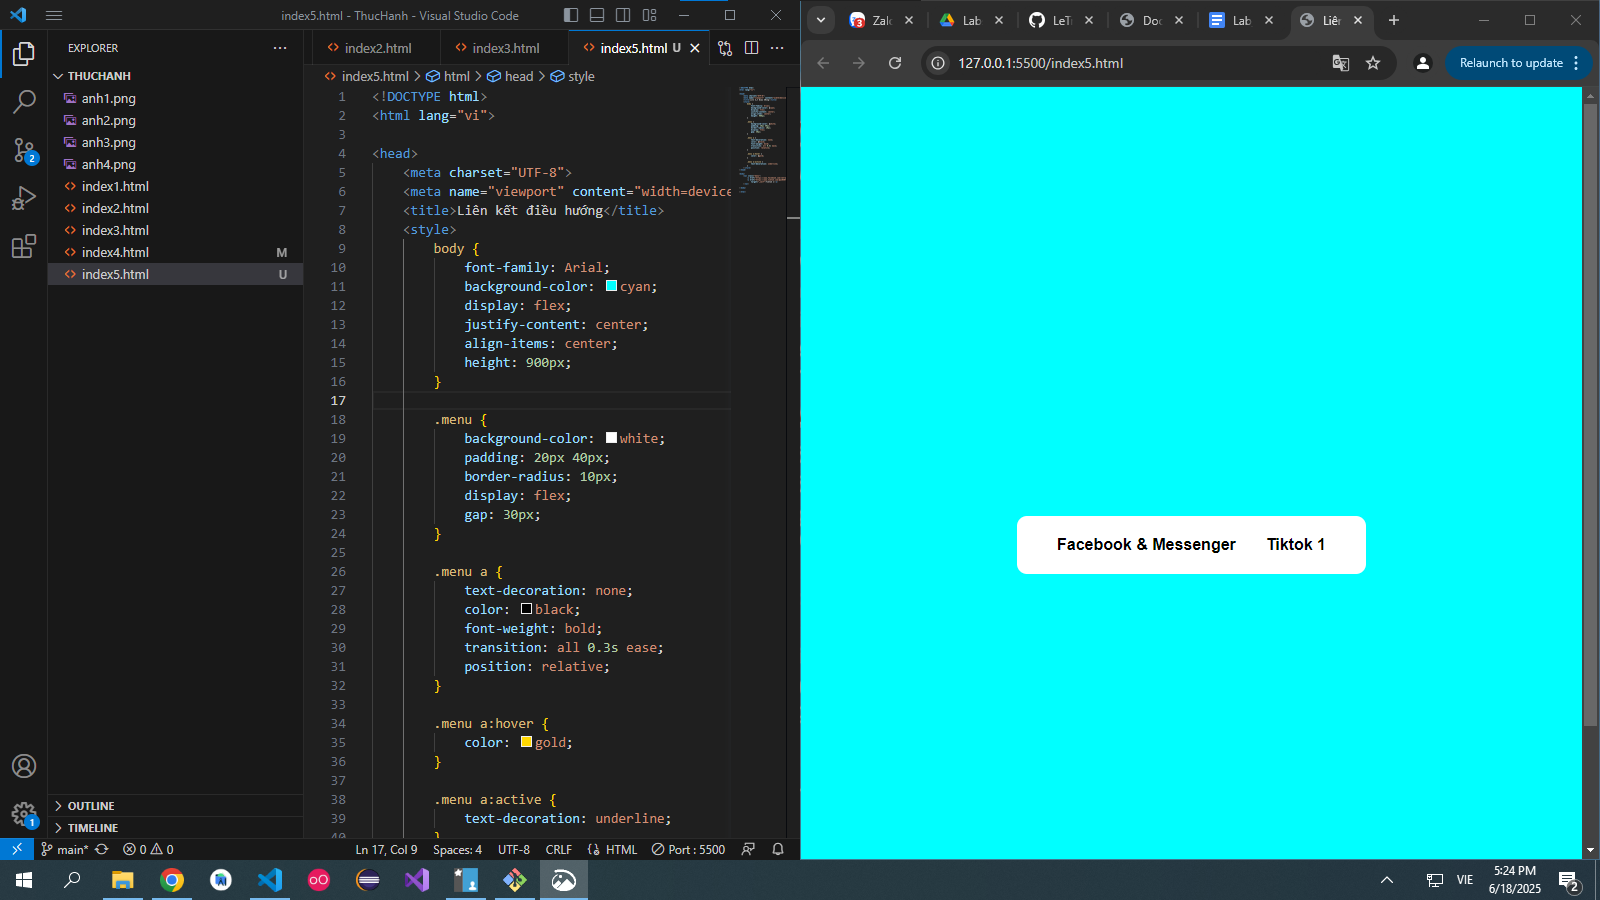 index5.html - ThucHanh - Visual Studio Code
EXPLORER
THUCHANH
anh1.png
anh2.png
anh3.png
anh4.png
index1.html
index2.html
index3.html
index4.html M
index5.html U
OUTLINE
TIMELINE
index2.html
index3.html
index5.html U
index5.html > html > head > style
1 <!DOCTYPE html>
2 <html lang="vi">
3
4 <head>
5 <meta charset="UTF-8">
6 <meta name="viewport" content="width=device
7 <title>Liên kết điều hướng</title>
8 <style>
9 body {
10 font-family: Arial;
11 background-color: cyan;
12 display: flex;
13 justify-content: center;
14 align-items: center;
15 height: 900px;
16 }
17
18 .menu {
19 background-color: white;
20 padding: 20px 40px;
21 border-radius: 10px;
22 display: flex;
23 gap: 30px;
24 }
25
26 .menu a {
27 text-decoration: none;
28 color: black;
29 font-weight: bold;
30 transition: all 0.3s ease;
31 position: relative;
32 }
33
34 .menu a:hover {
35 color: gold;
36 }
37
38 .menu a:active {
39 text-decoration: underline;
40 }
2
1
main* 0 0 Ln 17, Col 9 Spaces: 4 UTF-8 CRLF HTML Port : 5500
Zal
Lab
LeT
Doc
Lab
Liên
127.0.0.1:5500/index5.html
Relaunch to update
Facebook & Messenger Tiktok 1
VIE
5:24 PM
6/18/2025
2